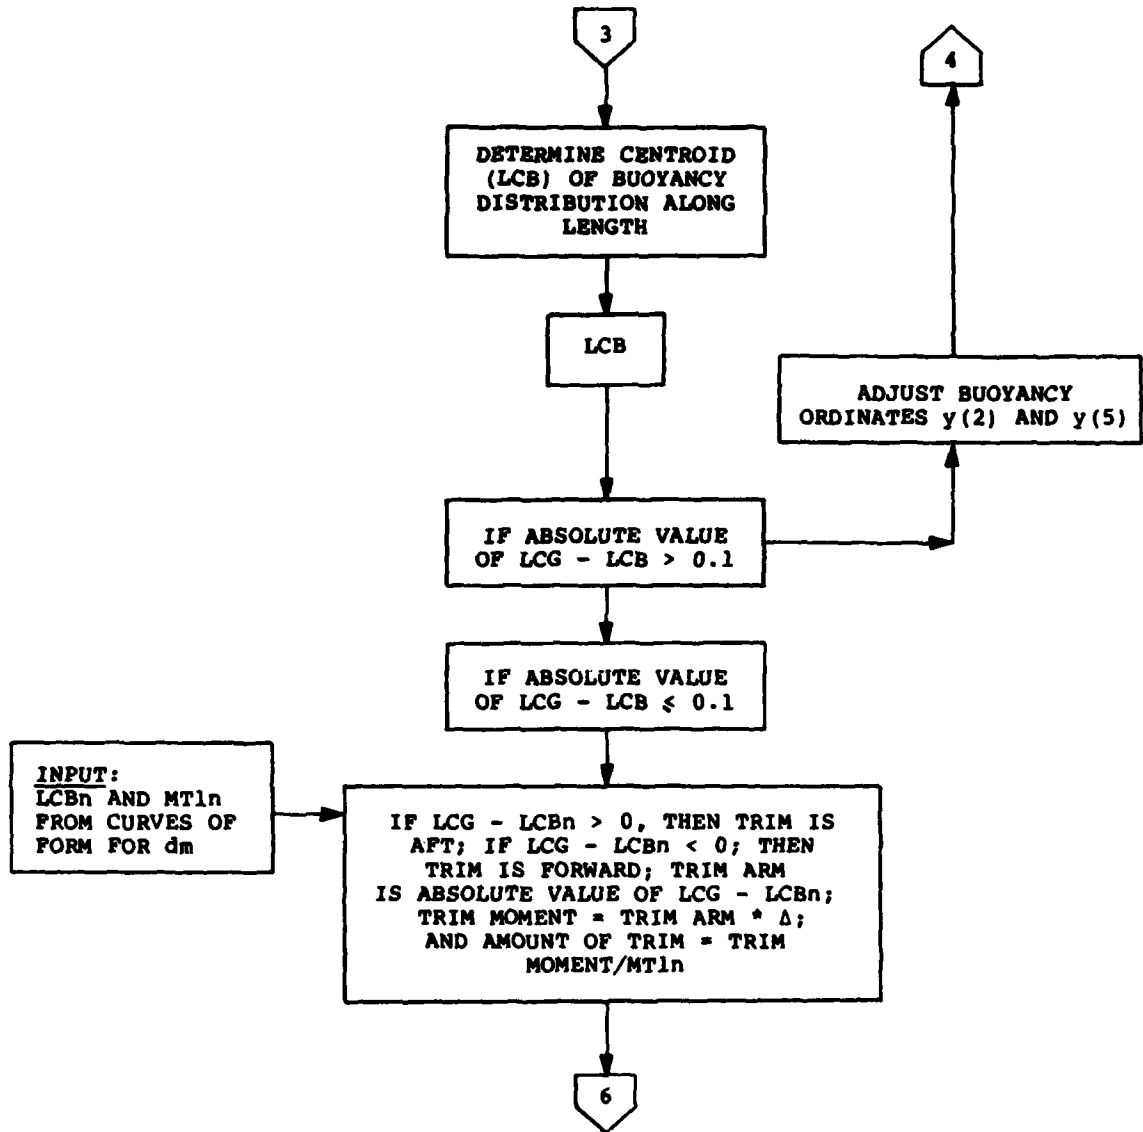 3
4
DETERMINE CENTROID
(LCB) OF BUOYANCY
DISTRIBUTION ALONG
LENGTH
LCB
ADJUST BUOYANCY
ORDINATES y(2) AND y(5)
IF ABSOLUTE VALUE
OF LCG - LCB > 0.1
IF ABSOLUTE VALUE
OF LCG - LCB ≤ 0.1
INPUT:
LCBn AND MT1n
FROM CURVES OF
FORM FOR dm
IF LCG - LCBn > 0, THEN TRIM IS
AFT; IF LCG - LCBn < 0; THEN
TRIM IS FORWARD; TRIM ARM
IS ABSOLUTE VALUE OF LCG - LCBn;
TRIM MOMENT = TRIM ARM * Δ;
AND AMOUNT OF TRIM = TRIM
MOMENT/MT1n
6